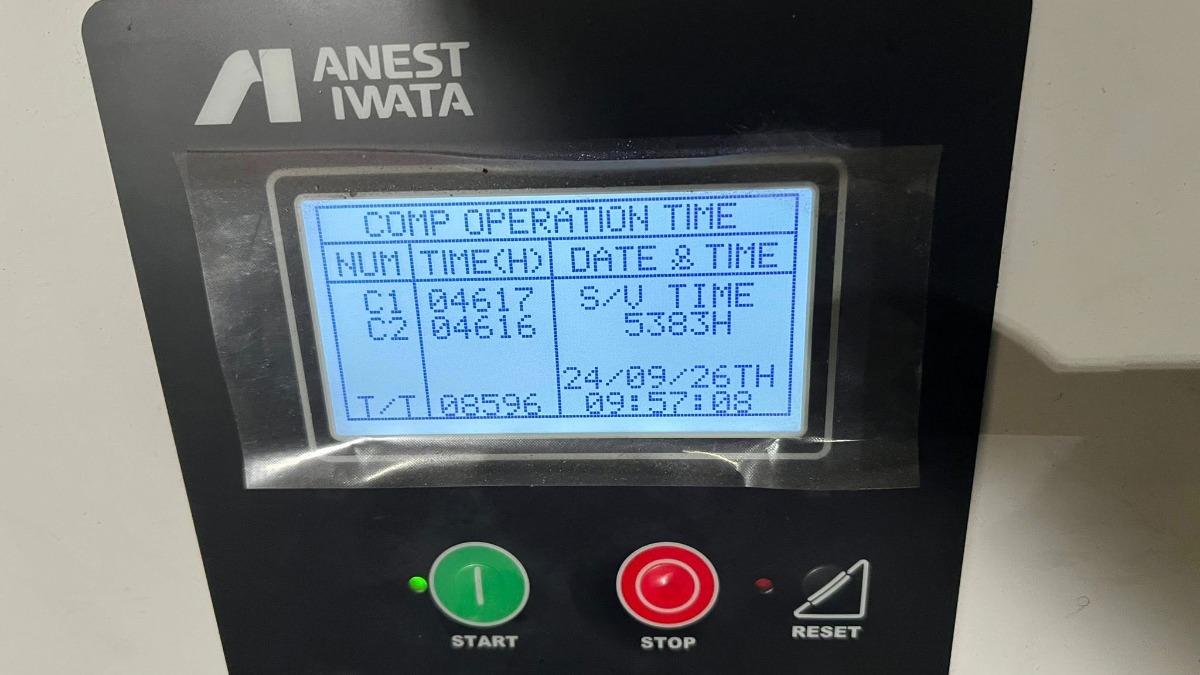 ANEST
IWATA
COMP OPERATION TIME
NUM TIME(H) DATE & TIME
C1 04617 S/V TIME
C2 04616 5383H
24/09/26TH
T/T 08596 09:57:08
START STOP RESET